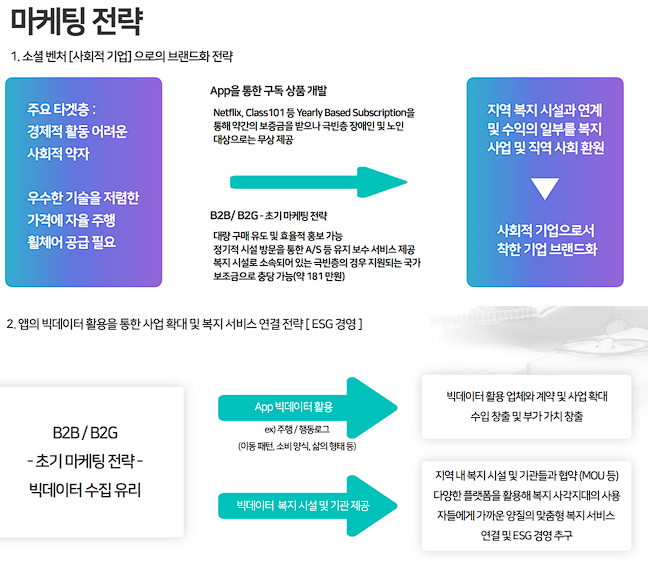 마케팅 전략
1. 소셜 벤처 [사회적 기업] 으로의 브랜드화 전략
주요 타겟층 :
경제적 활동 어려운
사회적 약자
우수한 기술을 저렴한
가격에 자율 주행
휠체어 공급 필요
App을 통한 구독 상품 개발
Netflix, Class101 등 Yearly Based Subscription을
통해 약간의 보증금을 받으나 극빈층 장애인 및 노인
대상으로는 무상 제공
B2B/ B2G - 초기 마케팅 전략
대량 구매 유도 및 효율적 홍보 가능
정기적 시설 방문을 통한 A/S 등 유지 보수 서비스 제공
복지 시설로 소속되어 있는 극빈층의 경우 지원되는 국가
보조금으로 충당 가능(약 181 만원)
지역 복지 시설과 연계
및 수익의 일부를 복지
사업 및 직역 사회 환원
사회적 기업으로서
착한 기업 브랜드화
2. 앱의 빅데이터 활용을 통한 사업 확대 및 복지 서비스 연결 전략 [ ESG 경영 ]
B2B / B2G
- 초기 마케팅 전략 -
빅데이터 수집 유리
App 빅데이터 활용
ex) 주행 / 행동로그
(이동 패턴, 소비 양식, 삶의 형태 등)
빅데이터 복지 시설 및 기관 제공
빅데이터 활용 업체와 계약 및 사업 확대
수입 창출 및 부가 가치 창출
지역 내 복지 시설 및 기관들과 협약 (MOU 등)
다양한 플랫폼을 활용해 복지 사각지대의 사용
자들에게 가까운 양질의 맞춤형 복지 서비스
연결 및 ESG 경영 추구